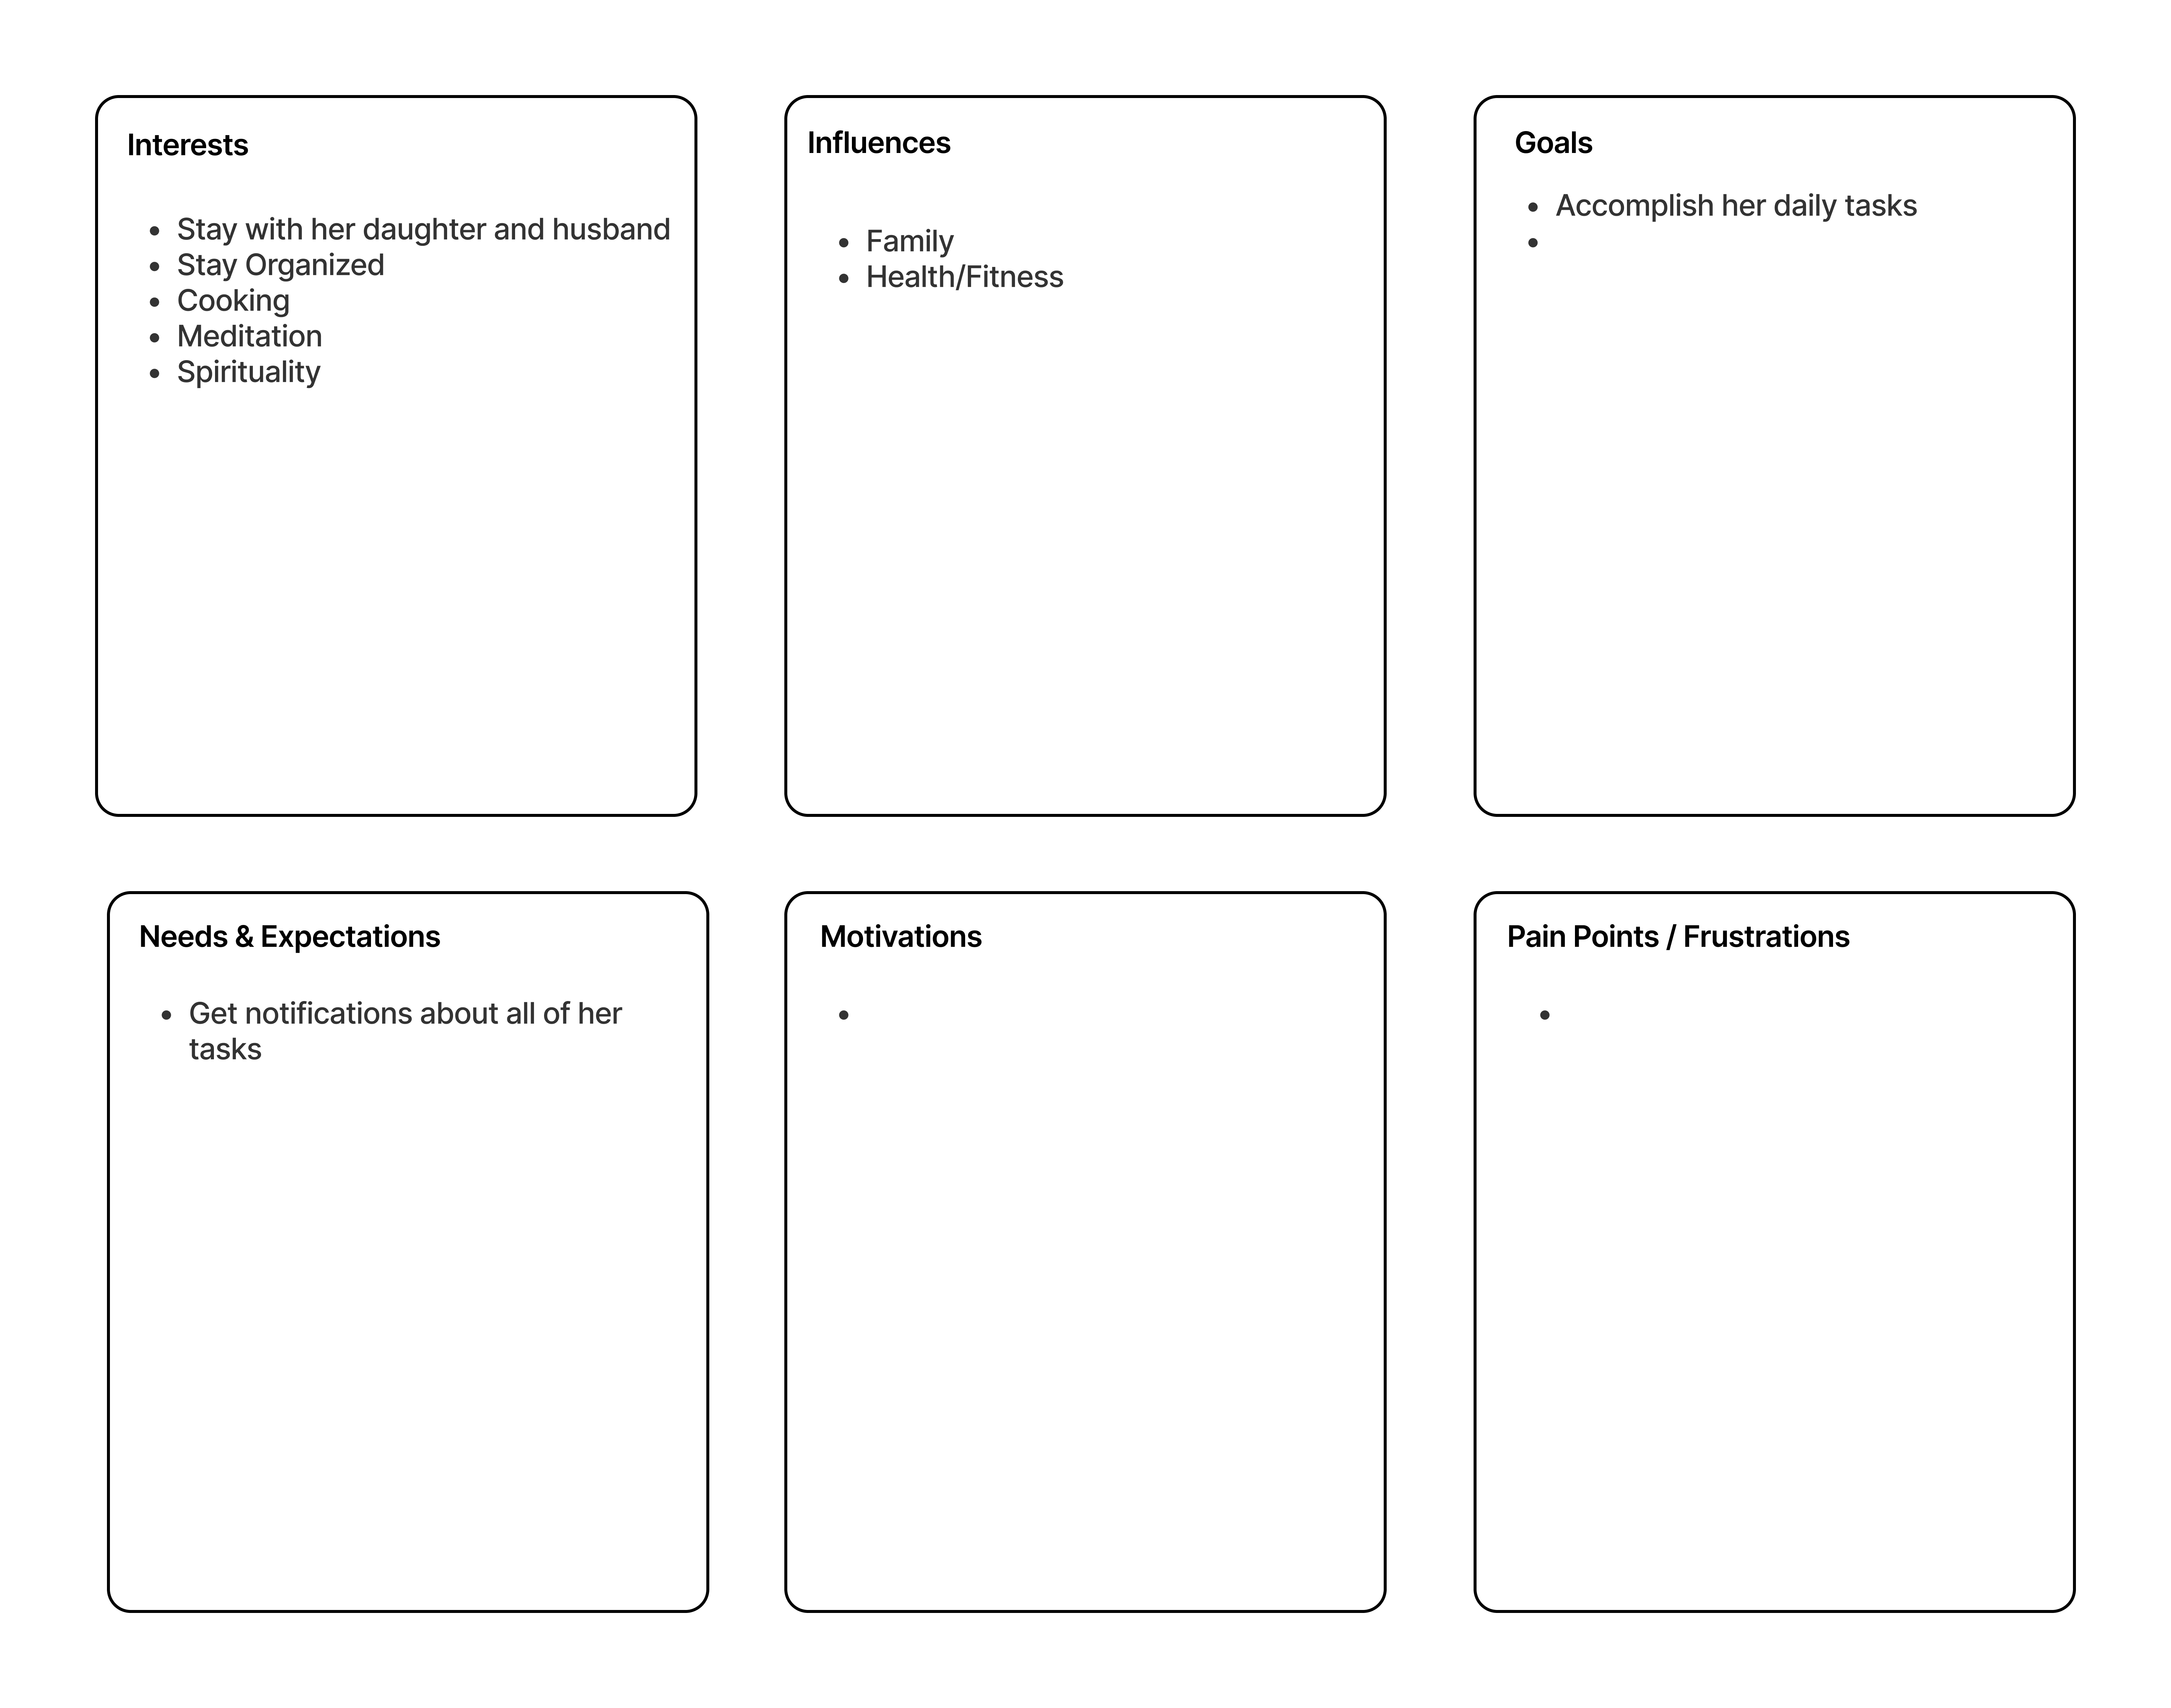 Interests
• Stay with her daughter and husband
• Stay Organized
• Cooking
• Meditation
• Spirituality
Influences
• Family
• Health/Fitness
Goals
• Accomplish her daily tasks
•
Needs & Expectations
• Get notifications about all of her
tasks
Motivations
•
Pain Points / Frustrations
•